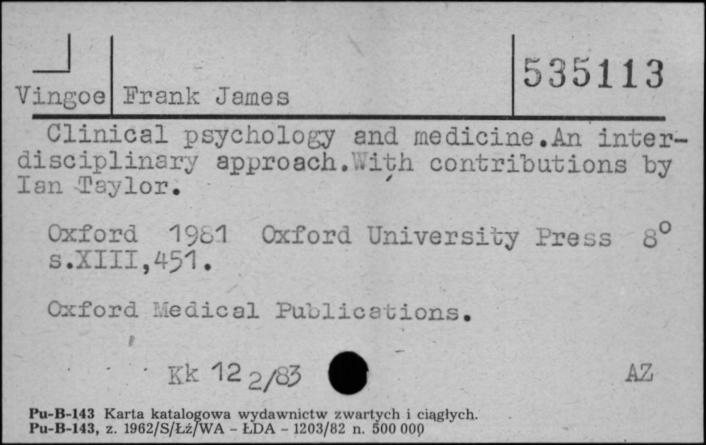 535113
Vingoe Frank James
Clinical psychology and medicine.An inter-
disciplinary approach.With contributions by
Ian Taylor.
Oxford 1981 Oxford University Press 8°
s.XIII,451.
Oxford Medical Publications.
Kk 12 2/83 AZ
Pu-B-143 Karta katalogowa wydawnictw zwartych i ciągłych.
Pu-B-143, z. 1962/S/Łź/WA - ŁDA - 1203/82 n. 500 000